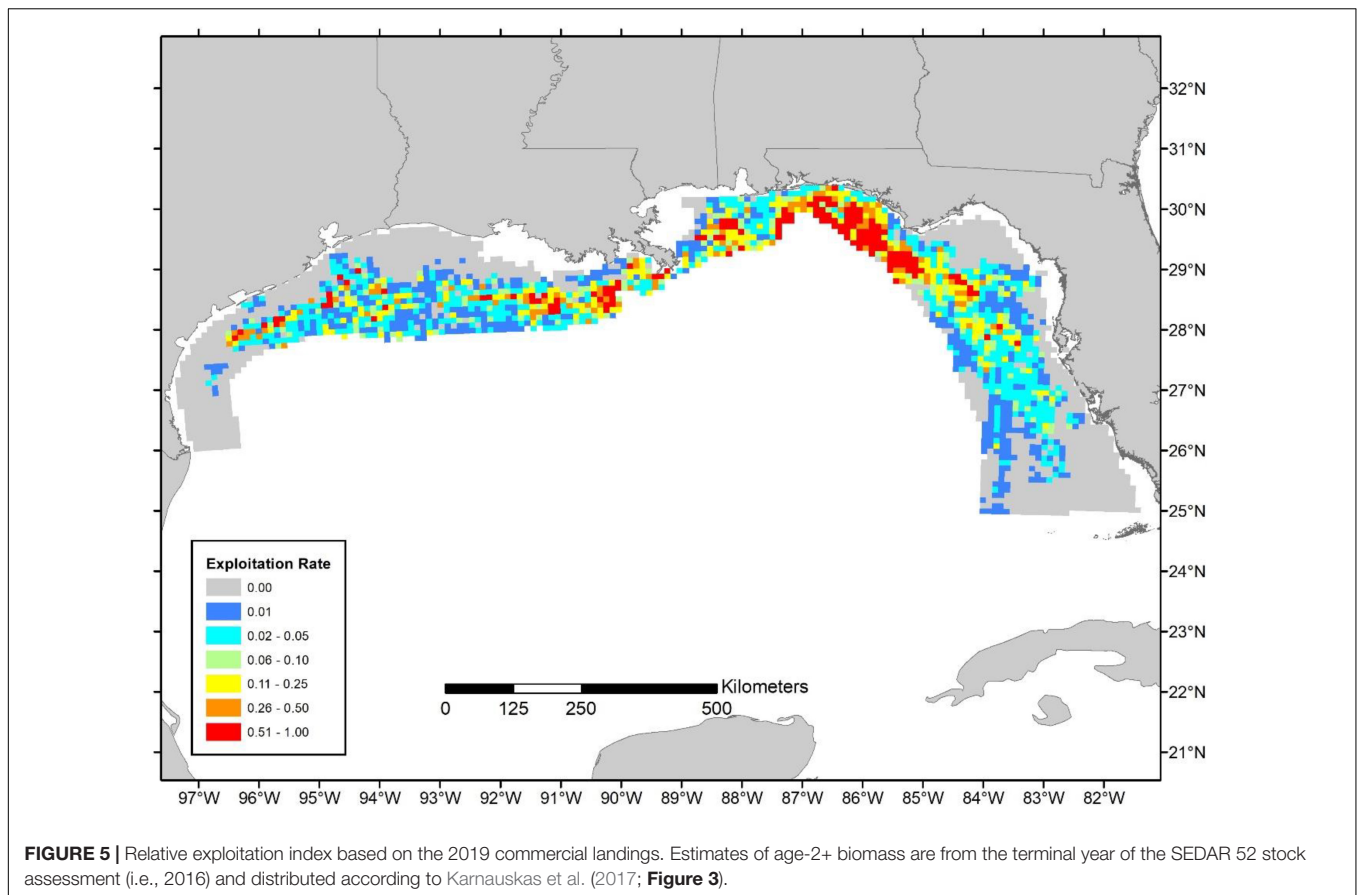 32°N
31°N
30°N
29°N
28°N
27°N
26°N
25°N
24°N
23°N
22°N
21°N
Exploitation Rate
0.00
0.01
0.02 - 0.05
0.06 - 0.10
0.11 - 0.25
0.26 - 0.50
0.51 - 1.00
Kilometers
0 125 250 500
97°W 96°W 95°W 94°W 93°W 92°W 91°W 90°W 89°W 88°W 87°W 86°W 85°W 84°W 83°W 82°W
FIGURE 5 | Relative exploitation index based on the 2019 commercial landings. Estimates of age-2+ biomass are from the terminal year of the SEDAR 52 stock
assessment (i.e., 2016) and distributed according to Karnauskas et al. (2017; Figure 3).